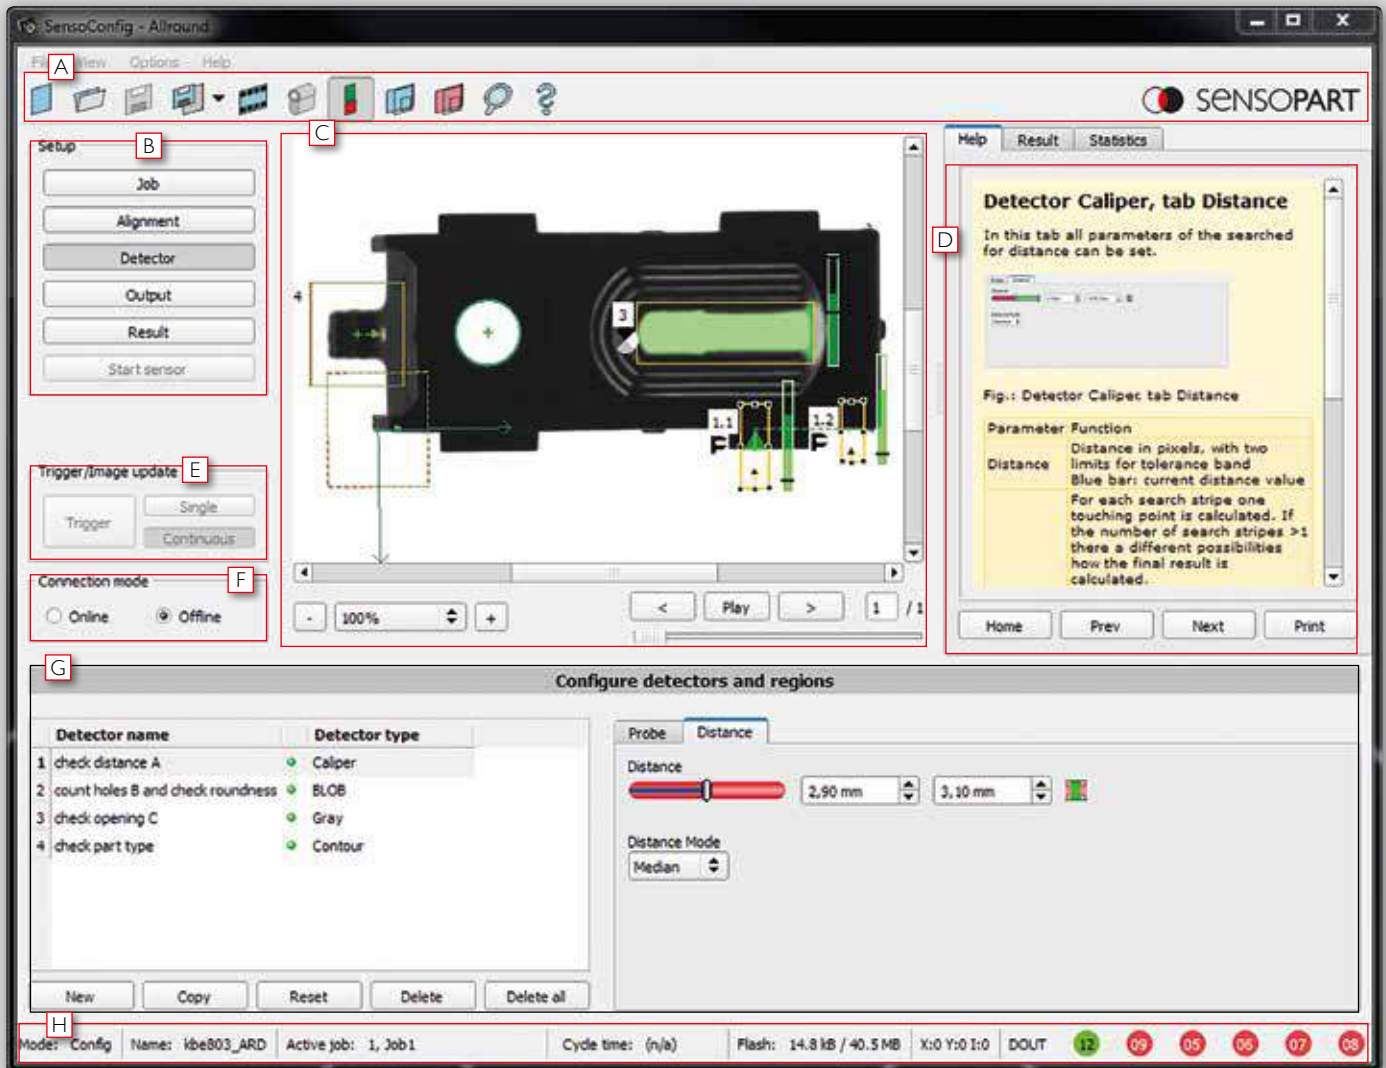 SensoConfig - Allround
View Options Help
A
SENSOPART
Setup
B
C
Help Result Statistics
Job
Alignment
Detector
Output
Result
Start sensor
D
Detector Caliper, tab Distance
In this tab all parameters of the searched
for distance can be set.
Fig.: Detector Caliper, tab Distance
Parameter Function
Distance
Distance in pixels, with two
limits for tolerance band
Blue bar: current distance value
For each search stripe one
touching point is calculated. If
the number of search stripes >1
there a different possibilities
how the final result is
calculated.
Home Prev Next Print
4
3
1.1
1.2
F
F
Trigger/Image update
E
Trigger
Single
Continuous
Connection mode
F
Online Offline
- 100% +
< Play > 1 / 1
1
G
Configure detectors and regions
Detector name Detector type
1 check distance A Caliper
2 count holes B and check roundness BLOB
3 check opening C Gray
4 check part type Contour
New Copy Reset Delete Delete all
Probe Distance
Distance
2,90 mm 3,10 mm
Distance Mode
Median
H
Mode: Config Name: kbe803_ARD Active job: 1, Job1 Cycle time: (n/a) Flash: 14.8 kB / 40.5 MB X:0 Y:0 I:0 DOUT 12 09 05 06 07 08